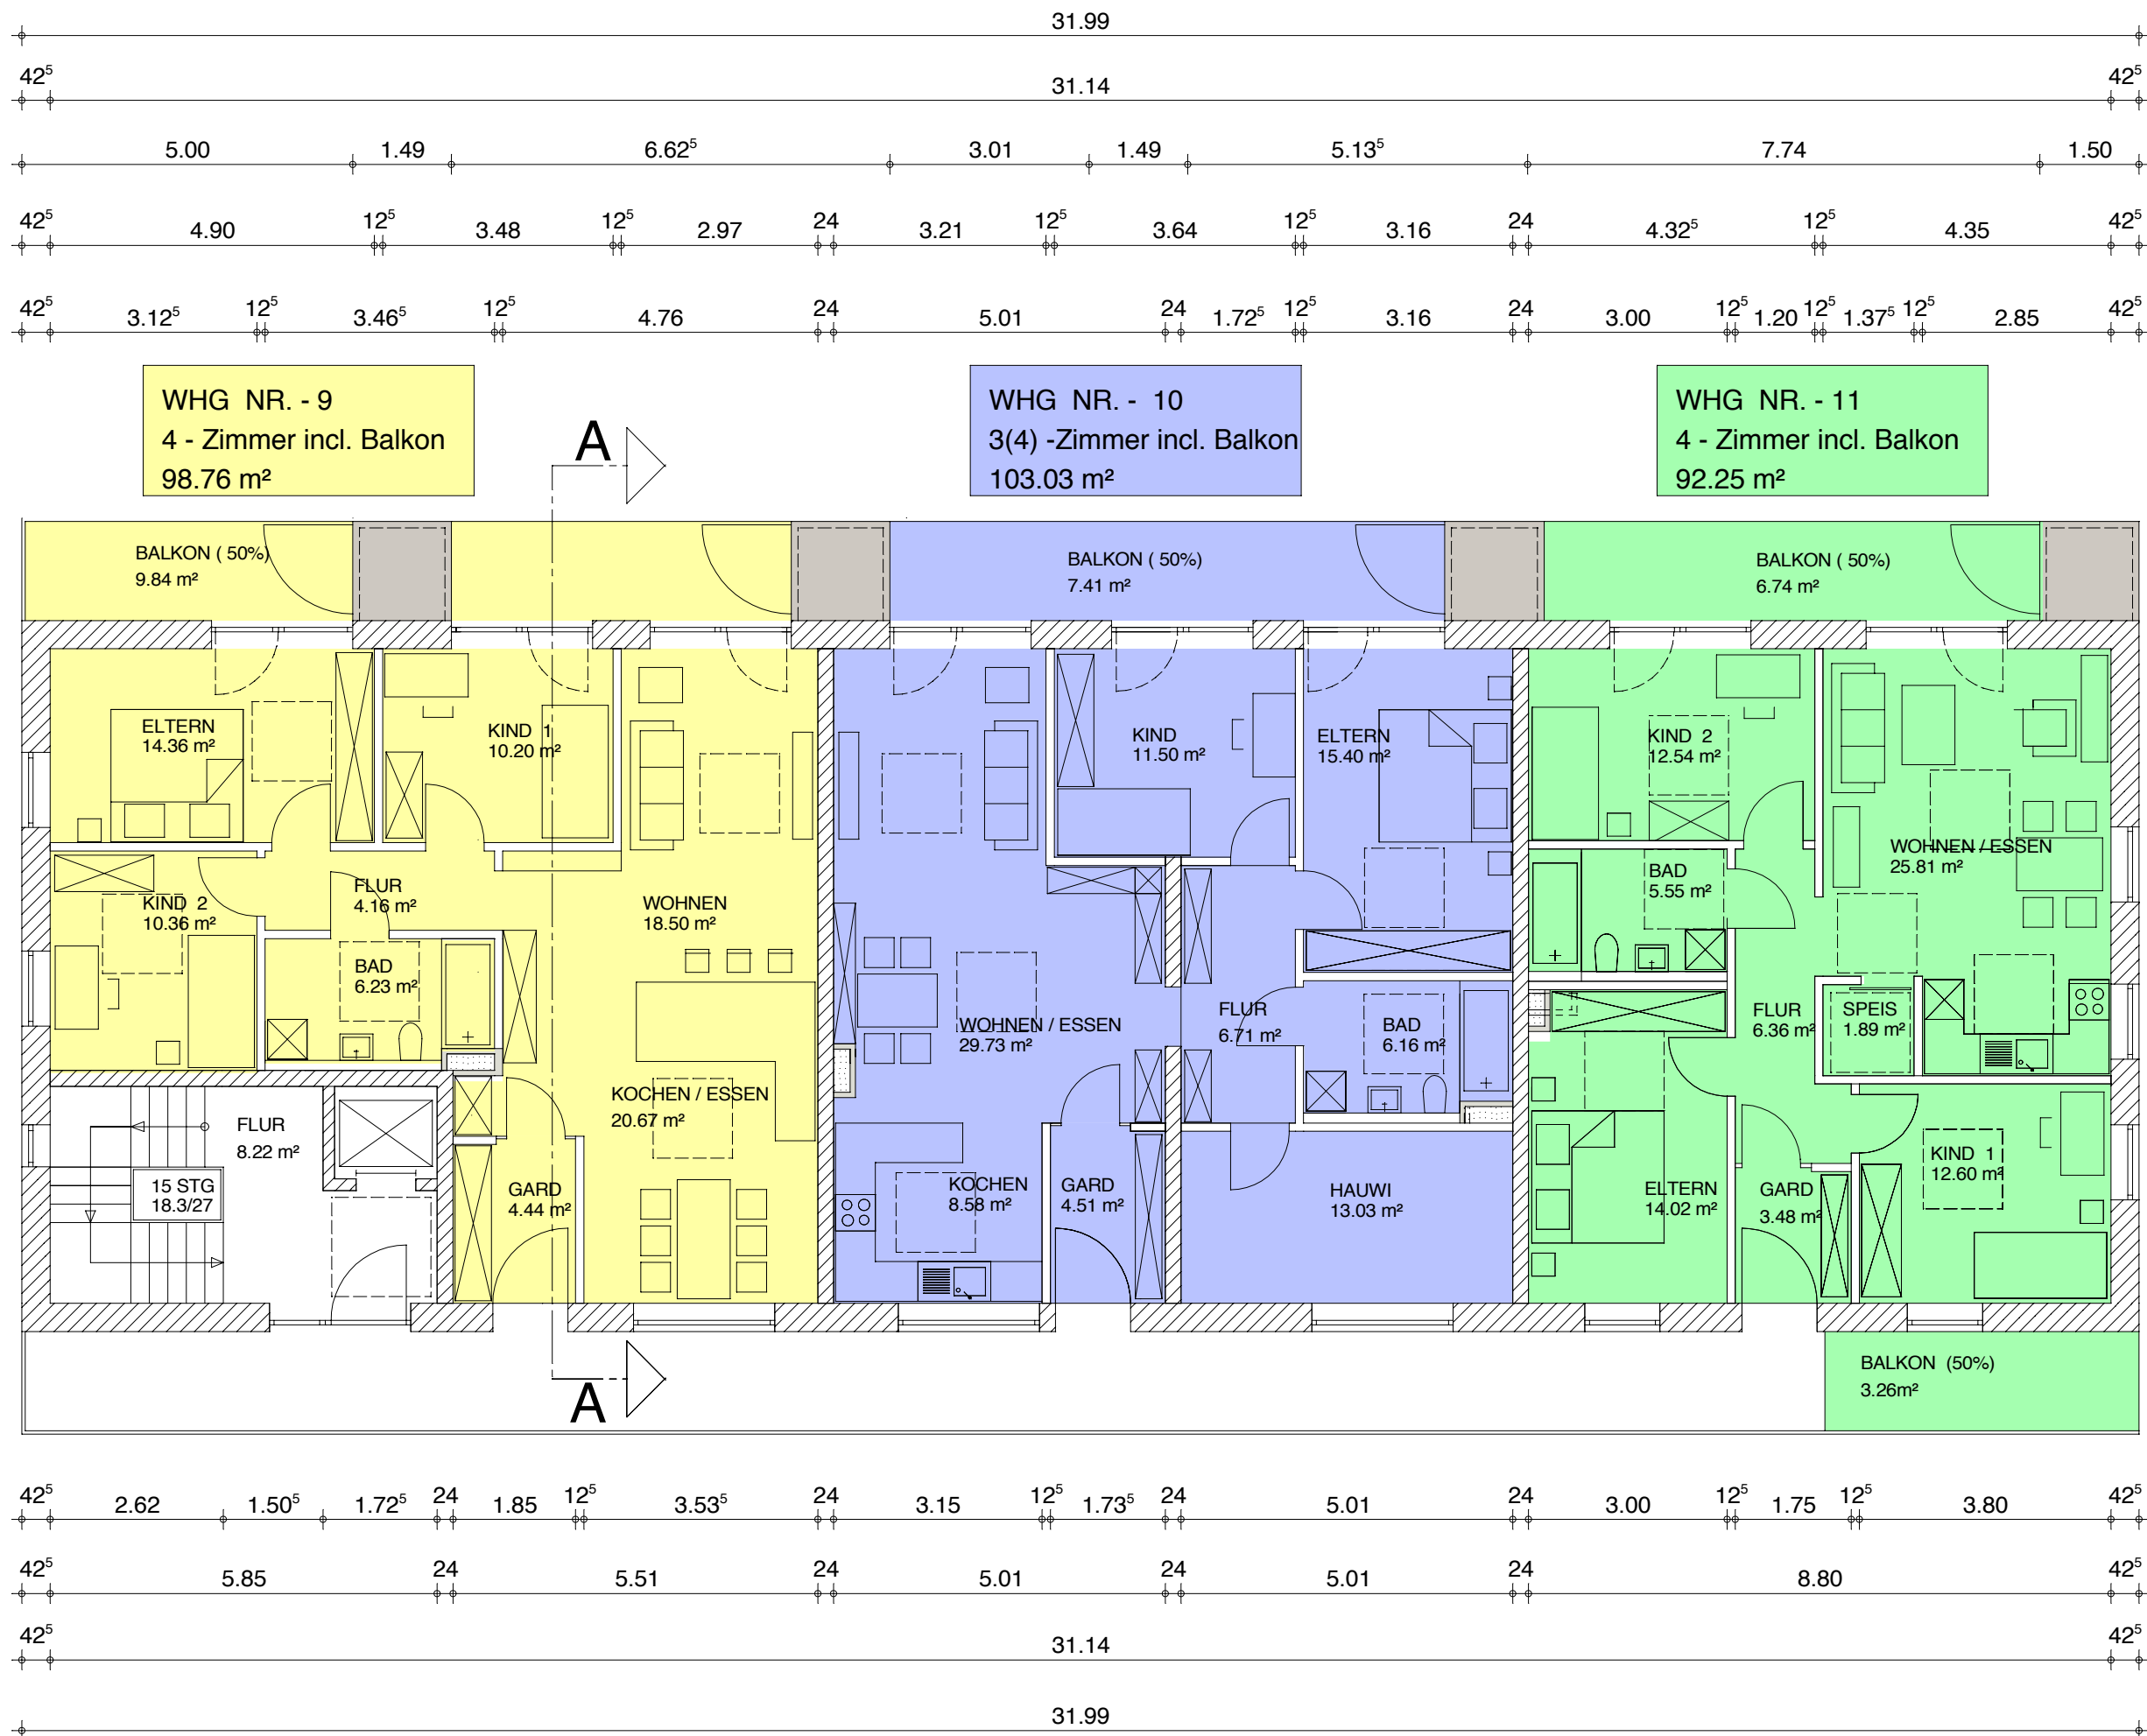 31.99
42⁵ 31.14 42⁵
5.00 1.49 6.62⁵ 3.01 1.49 5.13⁵ 7.74 1.50
42⁵ 4.90 12⁵ 3.48 12⁵ 2.97 24 3.21 12⁵ 3.64 12⁵ 3.16 24 4.32⁵ 12⁵ 4.35 42⁵
42⁵ 3.12⁵ 12⁵ 3.46⁵ 12⁵ 4.76 24 5.01 24 1.72⁵ 12⁵ 3.16 24 3.00 12⁵ 1.20 12⁵ 1.37⁵ 12⁵ 2.85 42⁵
WHG NR. - 9
4 - Zimmer incl. Balkon
98.76 m²
A
WHG NR. - 10
3(4) -Zimmer incl. Balkon
103.03 m²
WHG NR. - 11
4 - Zimmer incl. Balkon
92.25 m²
BALKON ( 50%)
9.84 m²
BALKON ( 50%)
7.41 m²
BALKON ( 50%)
6.74 m²
ELTERN
14.36 m²
KIND 1
10.20 m²
KIND
11.50 m²
ELTERN
15.40 m²
KIND 2
12.54 m²
WOHNEN / ESSEN
25.81 m²
KIND 2
10.36 m²
FLUR
4.16 m²
WOHNEN
18.50 m²
BAD
5.55 m²
BAD
6.23 m²
WOHNEN / ESSEN
29.73 m²
FLUR
6.71 m²
BAD
6.16 m²
FLUR
6.36 m²
SPEIS
1.89 m²
KOCHEN / ESSEN
20.67 m²
FLUR
8.22 m²
15 STG
18.3/27
GARD
4.44 m²
KOCHEN
8.58 m²
GARD
4.51 m²
HAUWI
13.03 m²
ELTERN
14.02 m²
GARD
3.48 m²
KIND 1
12.60 m²
BALKON (50%)
3.26m²
A
42⁵ 2.62 1.50⁵ 1.72⁵ 24 1.85 12⁵ 3.53⁵ 24 3.15 12⁵ 1.73⁵ 24 5.01 24 3.00 12⁵ 1.75 12⁵ 3.80 42⁵
42⁵ 5.85 24 5.51 24 5.01 24 5.01 24 8.80 42⁵
42⁵ 31.14 42⁵
31.99